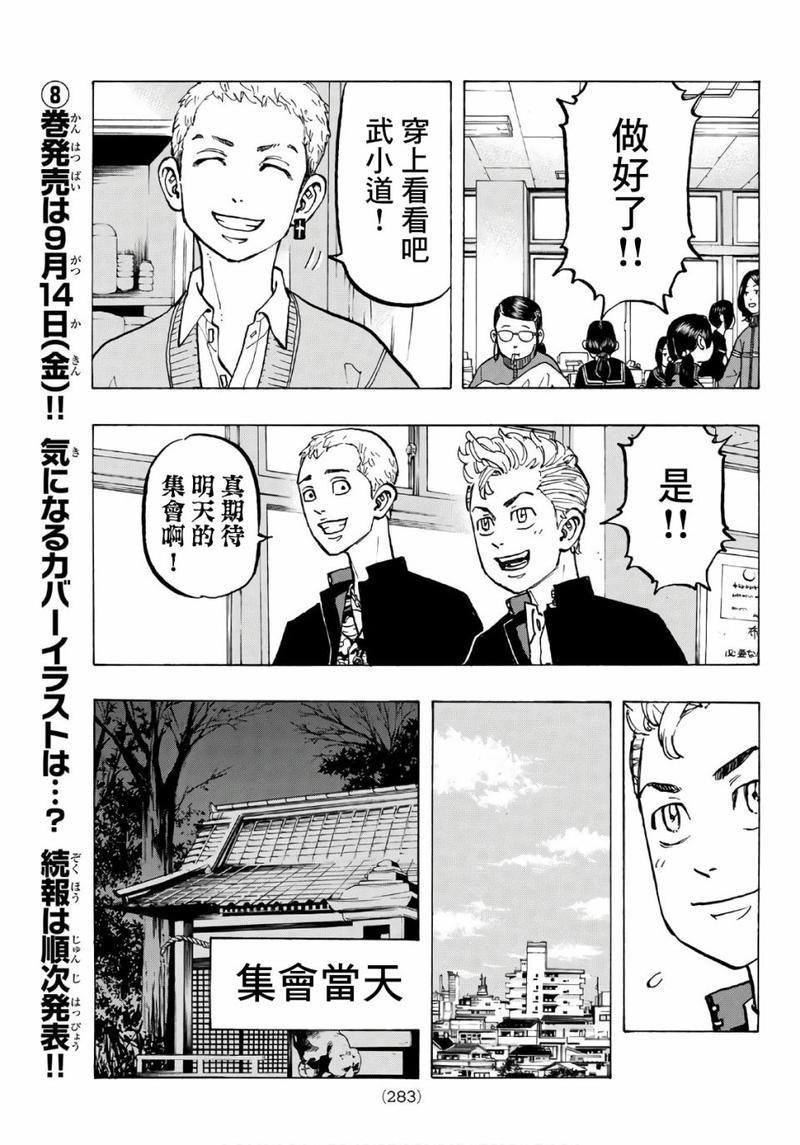 做好了!!
穿上看看吧
武小道！
是!!
真期待
明天的
集會啊！
集會當天
⑧巻発売は9月14日(金)!! 気になるカバーイラストは…? 続報は順次発表!!
(283)